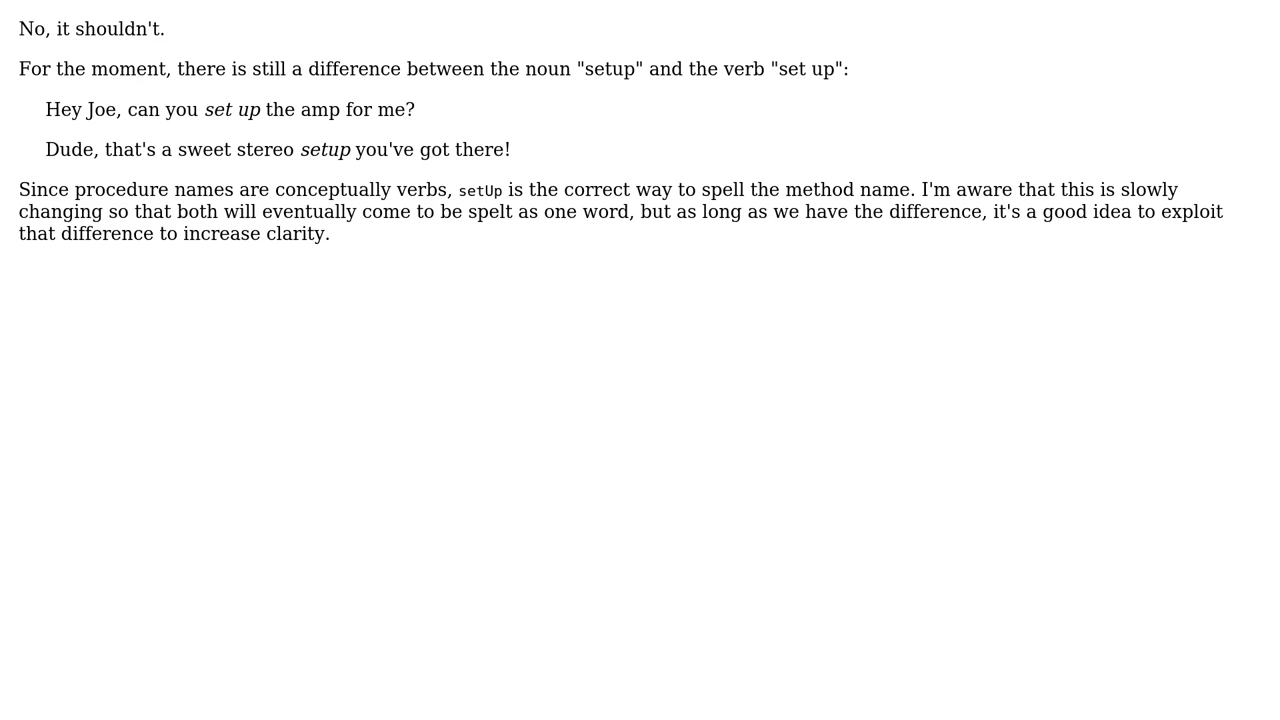 No, it shouldn't.
For the moment, there is still a difference between the noun "setup" and the verb "set up":
Hey Joe, can you set up the amp for me?
Dude, that's a sweet stereo setup you've got there!
Since procedure names are conceptually verbs, setUp is the correct way to spell the method name. I'm aware that this is slowly
changing so that both will eventually come to be spelt as one word, but as long as we have the difference, it's a good idea to exploit
that difference to increase clarity.